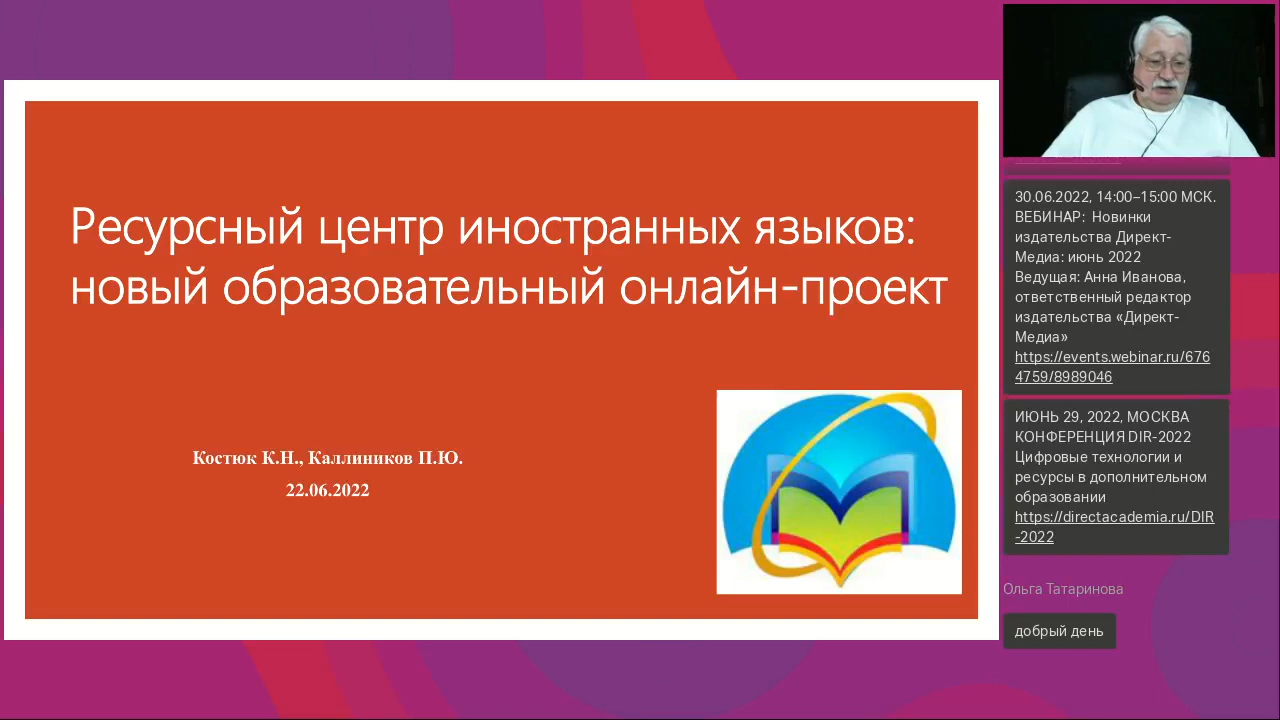 Ресурсный центр иностранных языков:
новый образовательный онлайн-проект
Костюк К.Н., Каллиников П.Ю.
22.06.2022
30.06.2022, 14:00–15:00 МСК.
ВЕБИНАР: Новинки
издательства Директ-
Медиа: июнь 2022
Ведущая: Анна Иванова,
ответственный редактор
издательства «Директ-
Медиа»
https://events.webinar.ru/676
4759/8989046
ИЮНЬ 29, 2022, МОСКВА
КОНФЕРЕНЦИЯ DIR-2022
Цифровые технологии и
ресурсы в дополнительном
образовании
https://directacademia.ru/DIR
-2022
Ольга Татаринова
добрый день